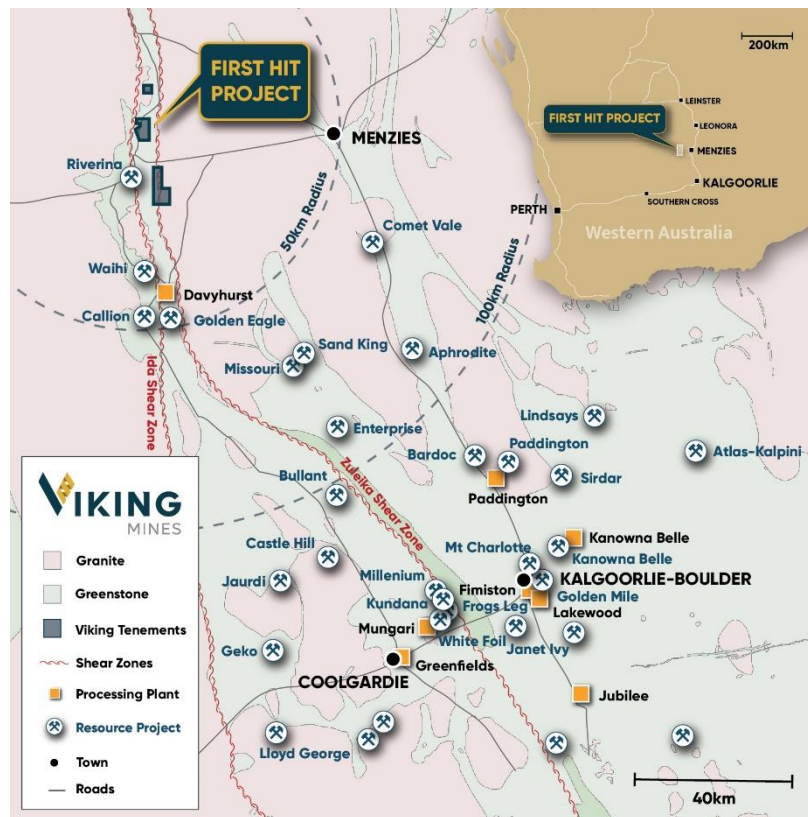 FIRST HIT
PROJECT
200km
LEINSTER
LEONORA
FIRST HIT PROJECT
MENZIES
KALGOORLIE
SOUTHERN CROSS
PERTH
Western Australia
MENZIES
Riverina
50km Radius
Comet Vale
100km Radius
Waihi
Davyhurst
Callion
Golden Eagle
Ida Shear Zone
Sand King
Missouri
Aphrodite
Enterprise
Lindsays
Bardoc
Paddington
Atlas-Kalpini
Sirdar
Paddington
Bullant
Zuleika Shear Zone
Castle Hill
Kanowna Belle
Mt Charlotte
Kanowna Belle
Jaurdi
Millenium
Fimiston
KALGOORLIE-BOULDER
Kundana
Frogs Leg
Golden Mile
Lakewood
Mungari
White Foil
Janet Ivy
Geko
Greenfields
COOLGARDIE
Jubilee
Lloyd George
40km
VIKING
MINES
Granite
Greenstone
Viking Tenements
Shear Zones
Processing Plant
Resource Project
Town
Roads